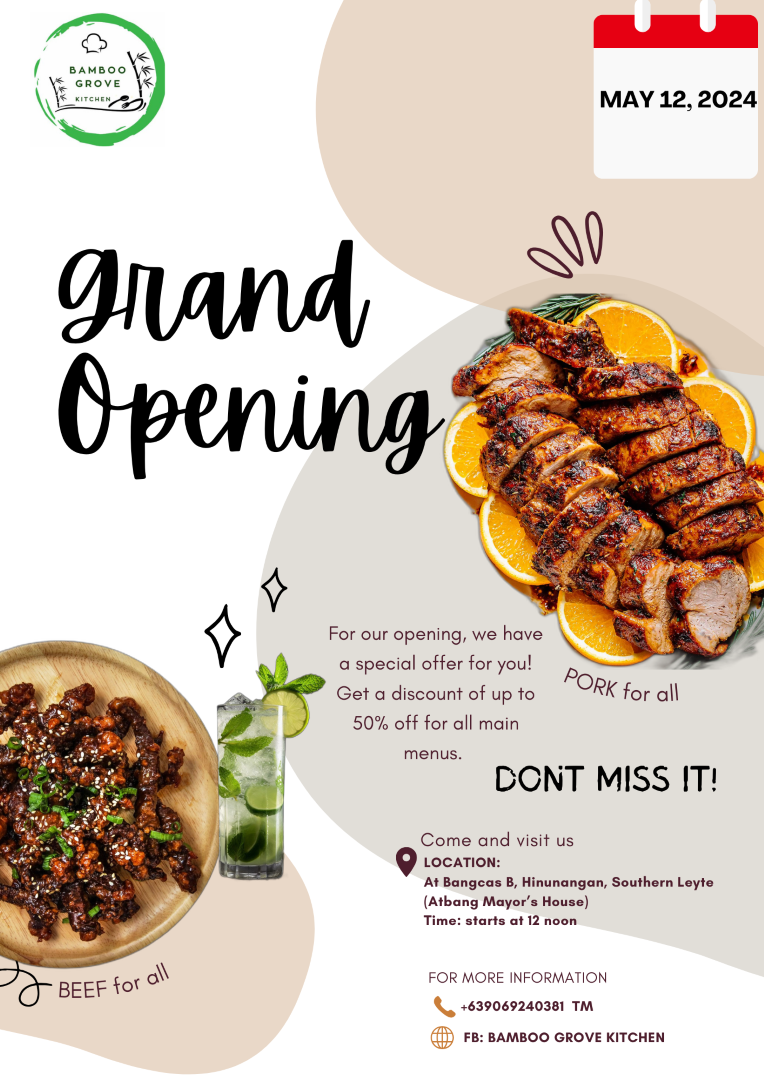 BAMBOO
GROVE
KITCHEN
MAY 12, 2024
Grand
Opening
For our opening, we have
a special offer for you!
Get a discount of up to
50% off for all main
menus.
PORK for all
DONT MISS IT!
Come and visit us
LOCATION:
At Bangcas B, Hinunangan, Southern Leyte
(Atbang Mayor's House)
Time: starts at 12 noon
BEEF for all
FOR MORE INFORMATION
+639069240381 TM
FB: BAMBOO GROVE KITCHEN